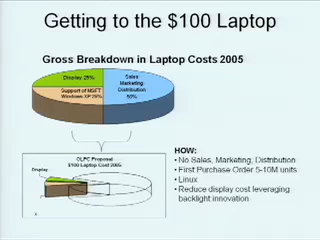 Getting to the $100 Laptop
Gross Breakdown in Laptop Costs 2005
Display 25%
Sales
Marketing,
Distribution
50%
Support of MSFT
Windows XP 25%
OLPC Proposal
$100 Laptop Cost 2005
Display
HOW:
• No Sales, Marketing, Distribution
• First Purchase Order 5-10M units
• Linux
• Reduce display cost leveraging
backlight innovation